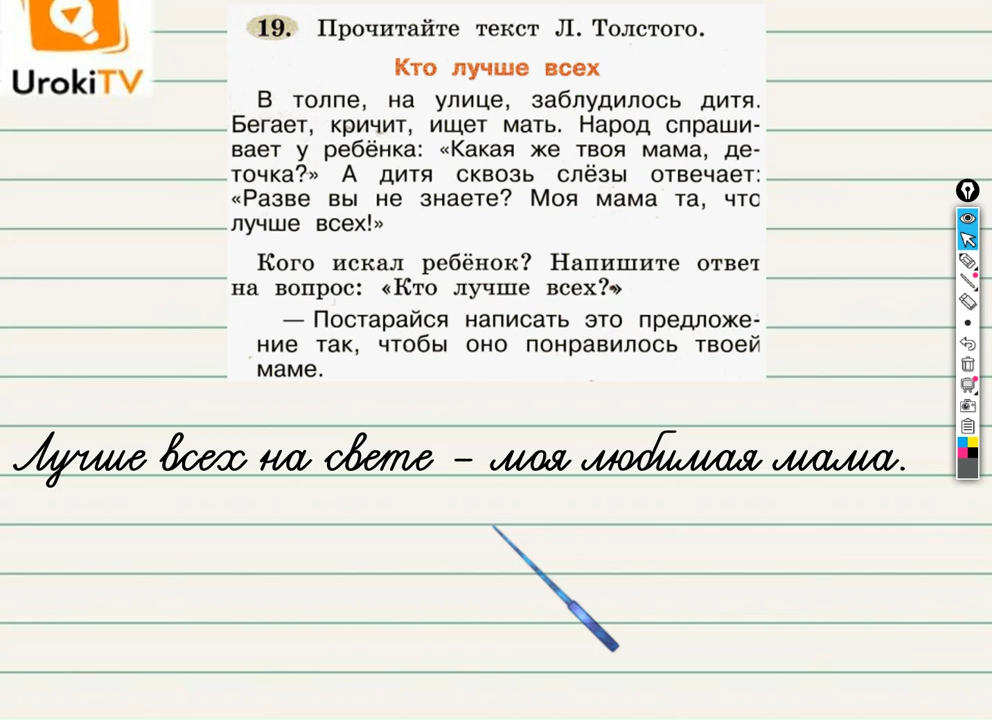 UrokiTV
19. Прочитайте текст Л. Толстого.
Кто лучше всех
В толпе, на улице, заблудилось дитя.
Бегает, кричит, ищет мать. Народ спраши-
вает у ребёнка: «Какая же твоя мама, де-
точка?» А дитя сквозь слёзы отвечает:
«Разве вы не знаете? Моя мама та, что
лучше всех!»
Кого искал ребёнок? Напишите ответ
на вопрос: «Кто лучше всех?»
— Постарайся написать это предложе-
ние так, чтобы оно понравилось твоей
маме.
Лучше всех на свете – моя любимая мама.